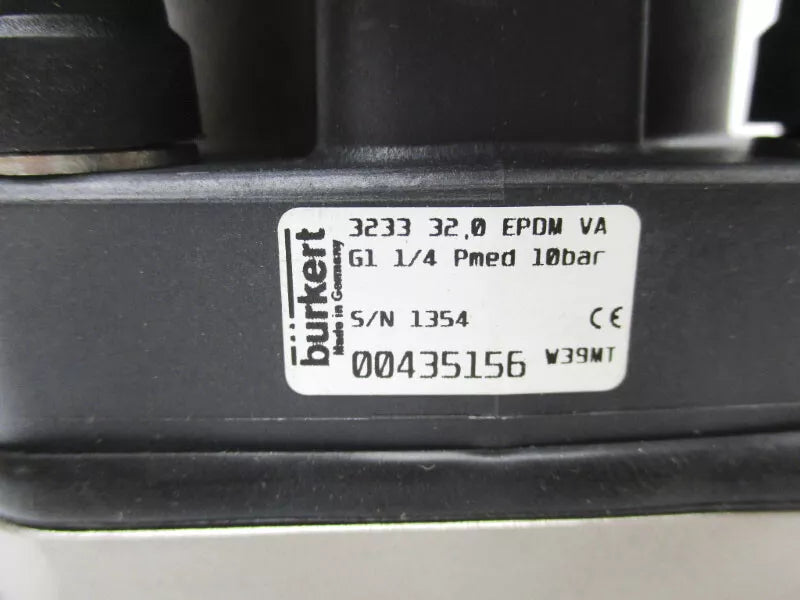 bürkert
Made in Germany
3233 32,0 EPDM VA
G1 1/4 Pmed 10bar
S/N 1354
CE
00435156 W39MT